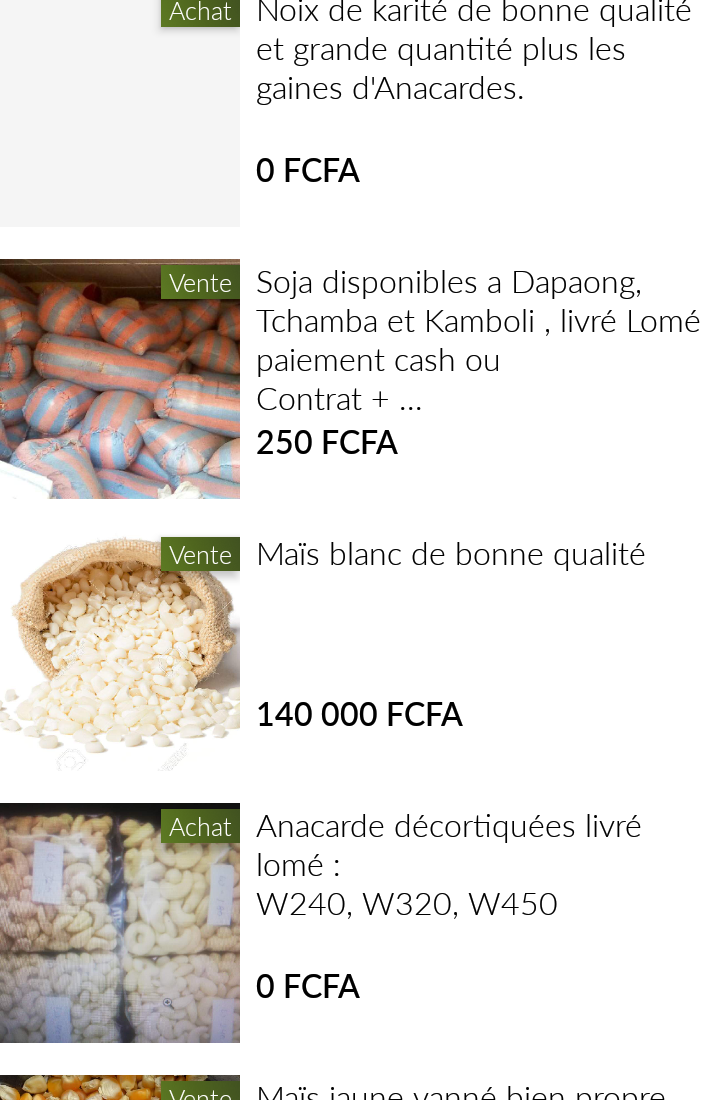 Achat
Noix de karité de bonne qualité
et grande quantité plus les
gaines d'Anacardes.
0 FCFA
Vente
Soja disponibles a Dapaong,
Tchamba et Kamboli , livré Lomé
paiement cash ou
Contrat + ...
250 FCFA
Vente
Maïs blanc de bonne qualité
140 000 FCFA
Achat
Anacarde décortiquées livré
lomé :
W240, W320, W450
0 FCFA
Vente
Maïs jaune vanné bien propre